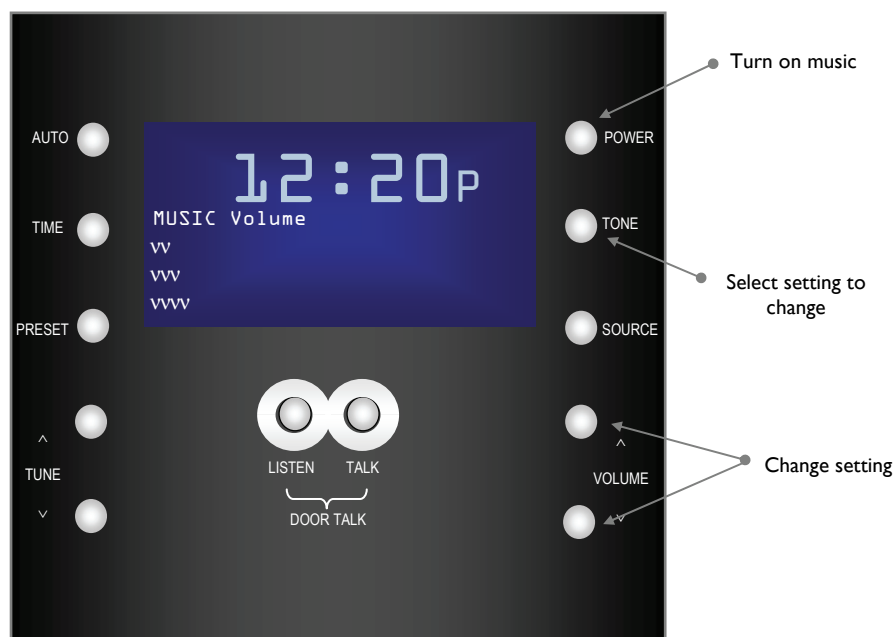 Turn on music
AUTO
POWER
12:20P
MUSIC Volume
TIME
TONE
vv
vvv
vvvv
Select setting to
change
PRESET
SOURCE
^
^
LISTEN TALK
Change setting
TUNE
VOLUME
v
v
DOOR TALK